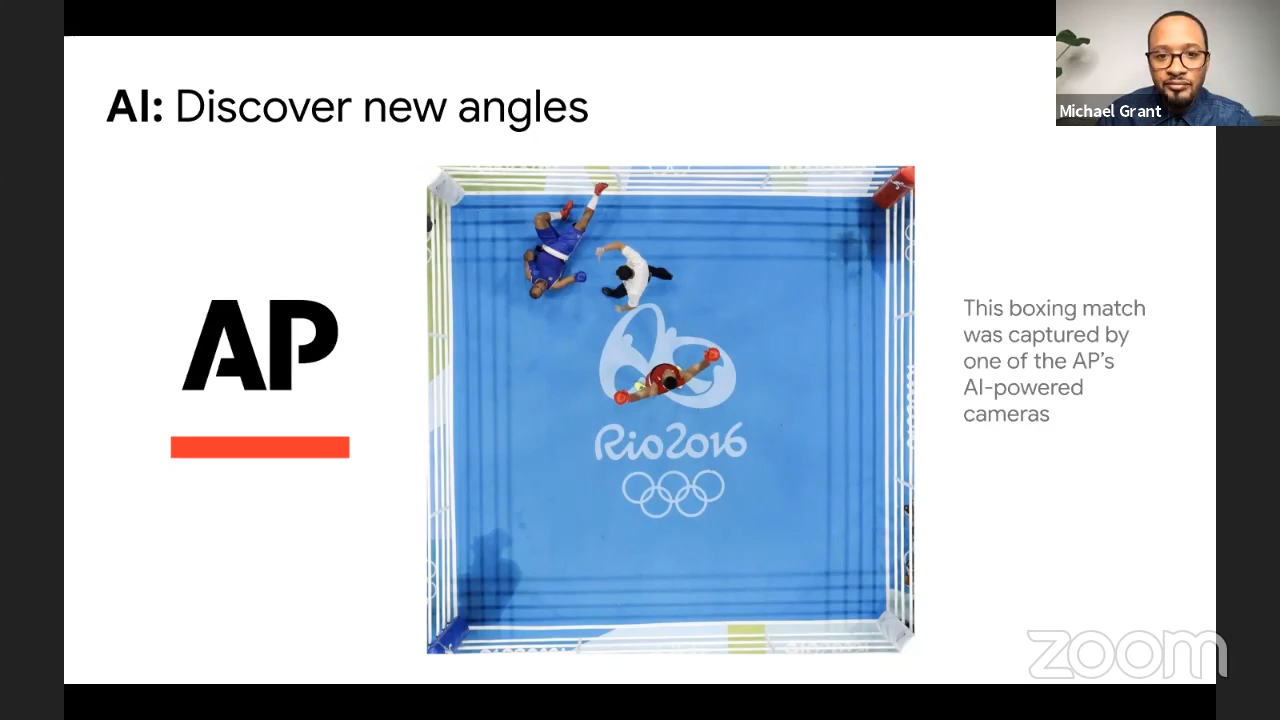 AI: Discover new angles
Michael Grant
AP
Rio2016
This boxing match
was captured by
one of the AP's
AI-powered
cameras
zoom